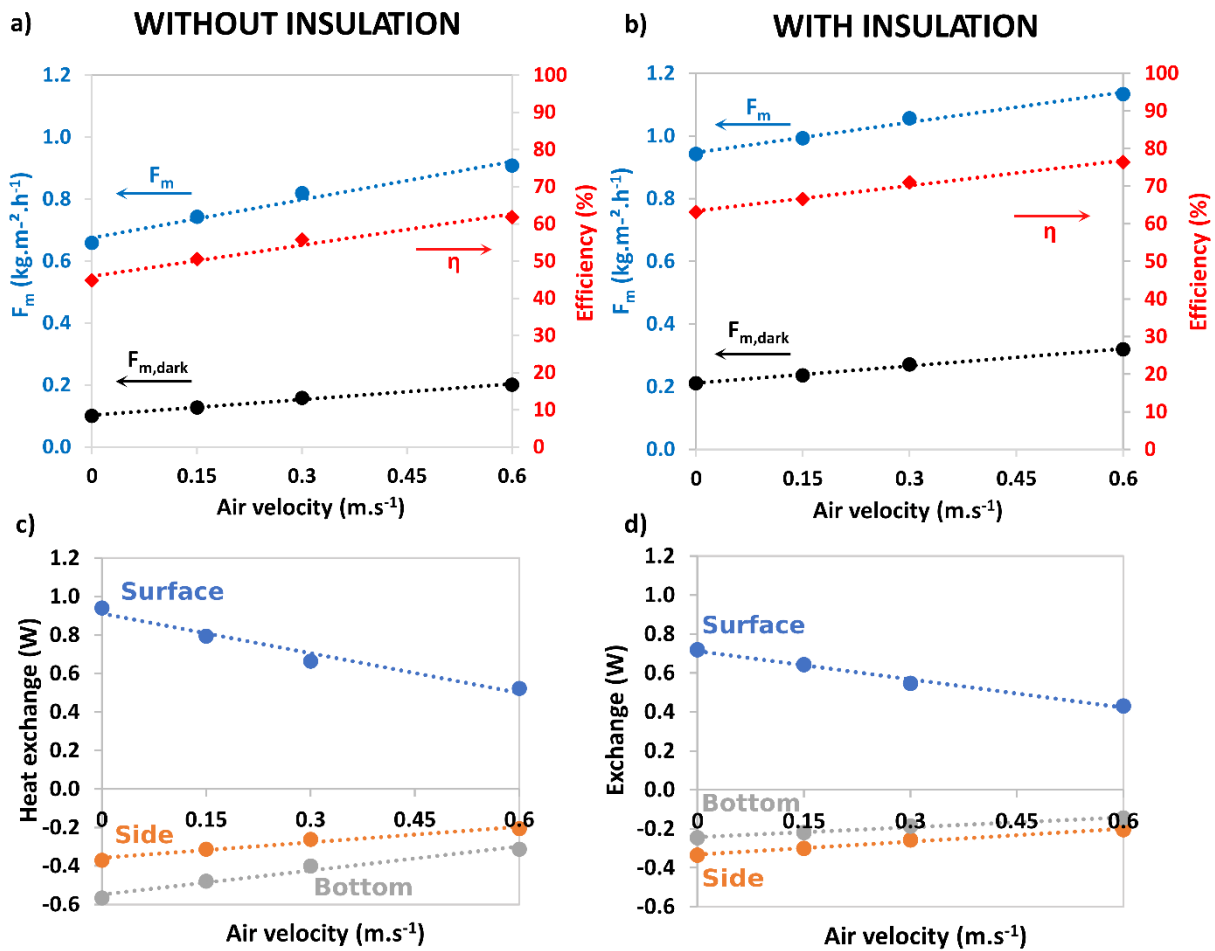 a) WITHOUT INSULATION
1.2
1.0
0.8
0.6
0.4
0.2
0.0
100
90
80
70
60
50
40
30
20
10
0
Fₘ (kg.m⁻².h⁻¹)
Efficiency (%)
Fₘ
η
Fₘ,dark
0 0.15 0.3 0.45 0.6
Air velocity (m.s⁻¹)
b) WITH INSULATION
1.2
1.0
0.8
0.6
0.4
0.2
0.0
100
90
80
70
60
50
40
30
20
10
0
Fₘ (kg.m⁻².h⁻¹)
Efficiency (%)
Fₘ
η
Fₘ,dark
0 0.15 0.3 0.45 0.6
Air velocity (m.s⁻¹)
c)
1.2
1.0
0.8
0.6
0.4
0.2
0.0
-0.2
-0.4
-0.6
Heat exchange (W)
Surface
0 0.15 0.3 0.45 0.6
Side
Bottom
Air velocity (m.s⁻¹)
d)
1.2
1.0
0.8
0.6
0.4
0.2
0.0
-0.2
-0.4
-0.6
Exchange (W)
Surface
Bottom
0 0.15 0.3 0.45 0.6
Side
Air velocity (m.s⁻¹)